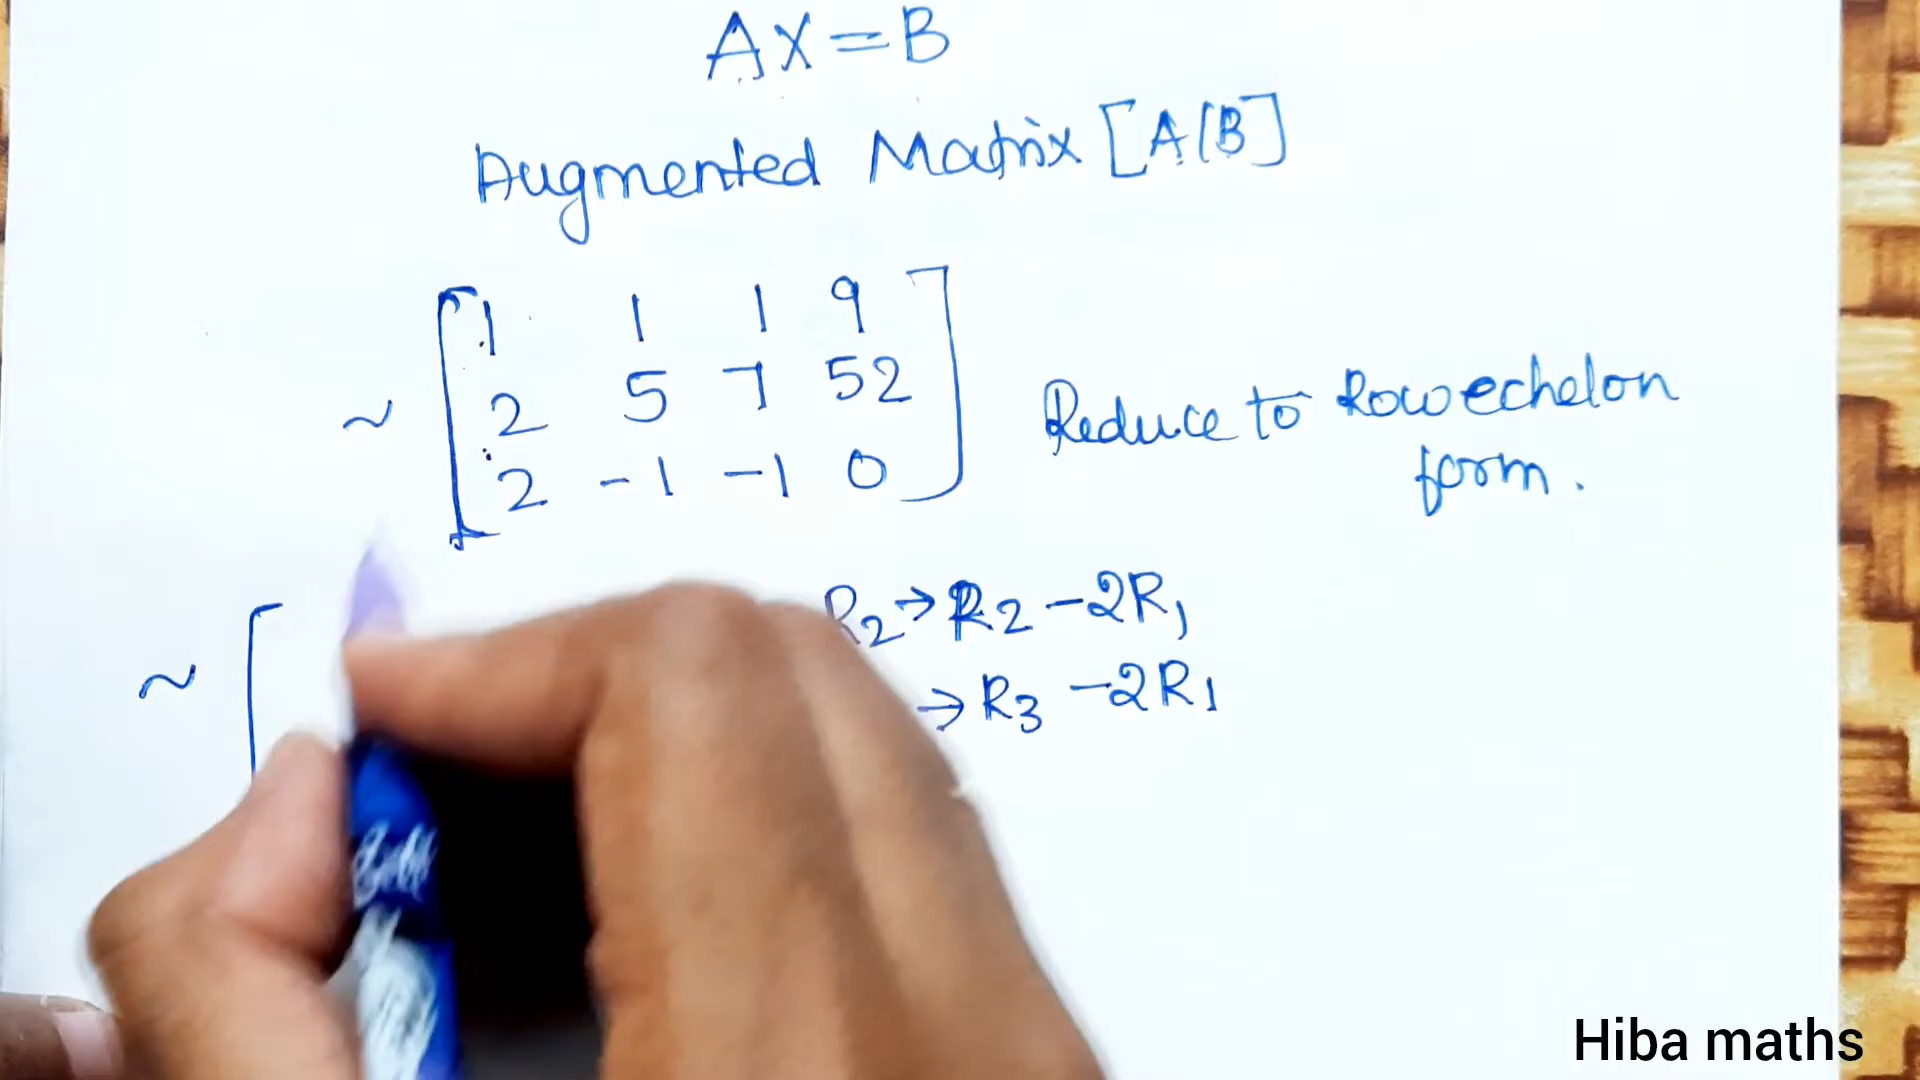 AX=B
Augmented Matrix [A|B]
~ [ 1 1 1 9
2 5 7 52
2 -1 -1 0 ]
Reduce to Row echelon
form.
~ [ R2→R2-2R1
→R3-2R1
Hiba maths